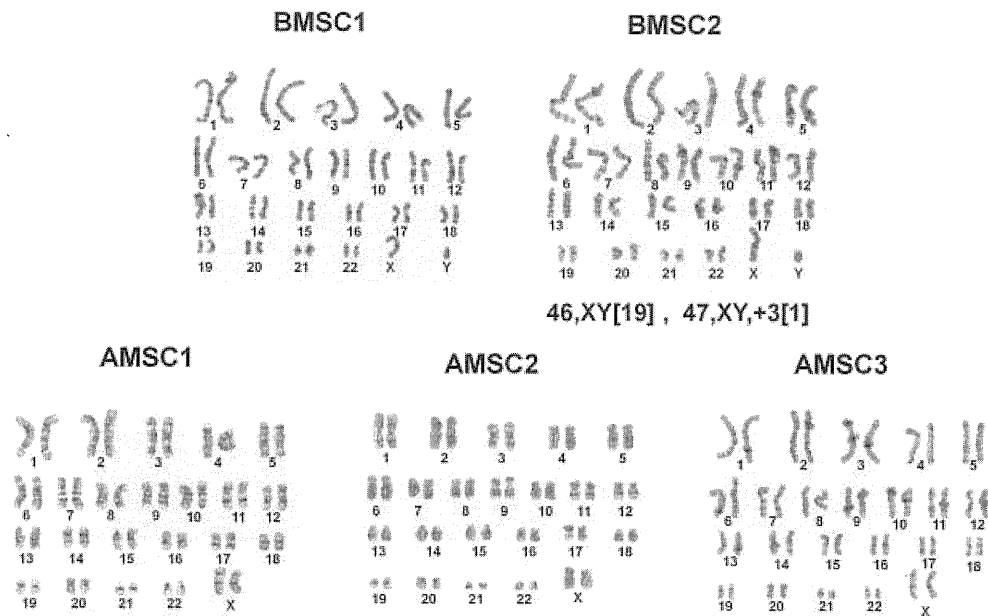 BMSC1
1 2 3 4 5
6 7 8 9 10 11 12
13 14 15 16 17 18
19 20 21 22 X Y
BMSC2
1 2 3 4 5
6 7 8 9 10 11 12
13 14 15 16 17 18
19 20 21 22 X Y
46,XY[19] , 47,XY,+3[1]
AMSC1
1 2 3 4 5
6 7 8 9 10 11 12
13 14 15 16 17 18
19 20 21 22 X
AMSC2
1 2 3 4 5
6 7 8 9 10 11 12
13 14 15 16 17 18
19 20 21 22 X
AMSC3
1 2 3 4 5
6 7 8 9 10 11 12
13 14 15 16 17 18
19 20 21 22 X